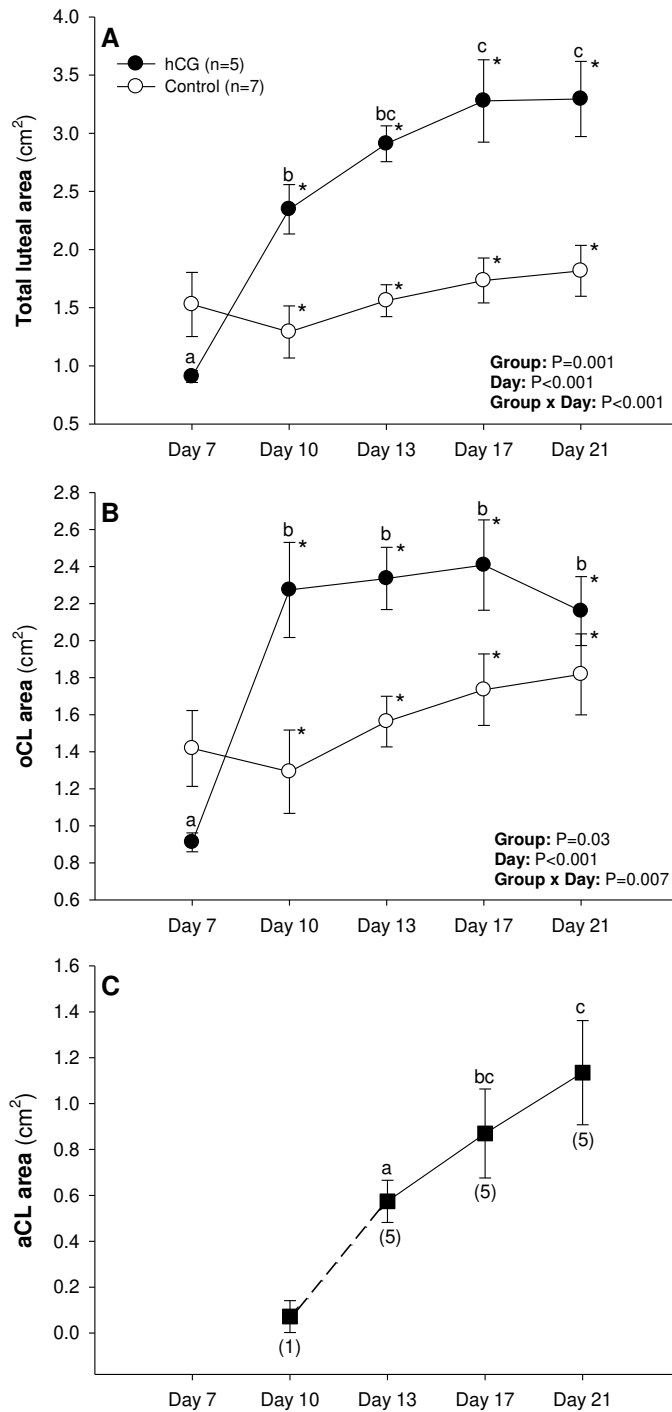 A
hCG (n=5)
Control (n=7)
Total luteal area (cm²)
4.0
3.5
3.0
2.5
2.0
1.5
1.0
0.5
a
b
*
bc
*
c
*
c
*
*
*
*
*
Group: P=0.001
Day: P<0.001
Group x Day: P<0.001
Day 7 Day 10 Day 13 Day 17 Day 21
B
oCL area (cm²)
2.8
2.6
2.4
2.2
2.0
1.8
1.6
1.4
1.2
1.0
0.8
0.6
a
b
*
b
*
b
*
b
*
*
*
*
*
Group: P=0.03
Day: P<0.001
Group x Day: P=0.007
Day 7 Day 10 Day 13 Day 17 Day 21
C
aCL area (cm²)
1.6
1.4
1.2
1.0
0.8
0.6
0.4
0.2
0.0
(1)
a
(5)
bc
(5)
c
(5)
Day 7 Day 10 Day 13 Day 17 Day 21